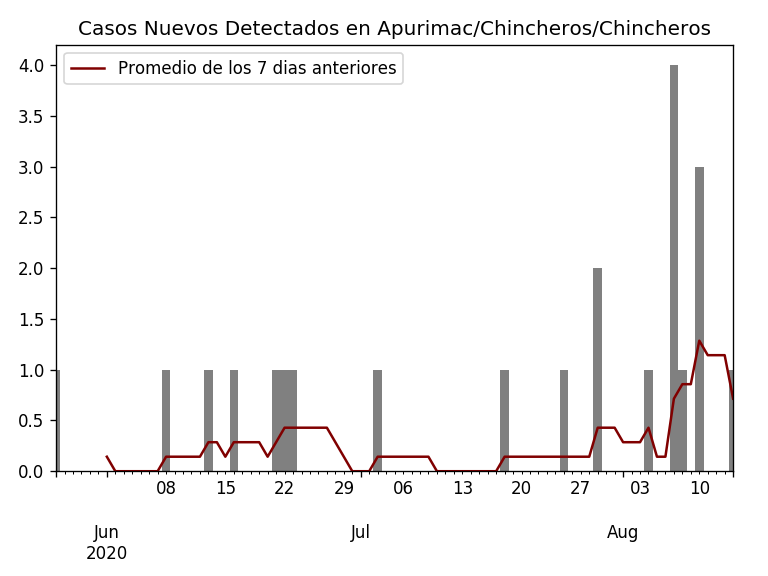 Casos Nuevos Detectados en Apurimac/Chincheros/Chincheros
Promedio de los 7 dias anteriores
4.0
3.5
3.0
2.5
2.0
1.5
1.0
0.5
0.0
08 15 22 29 06 13 20 27 03 10
Jun Jul Aug
2020